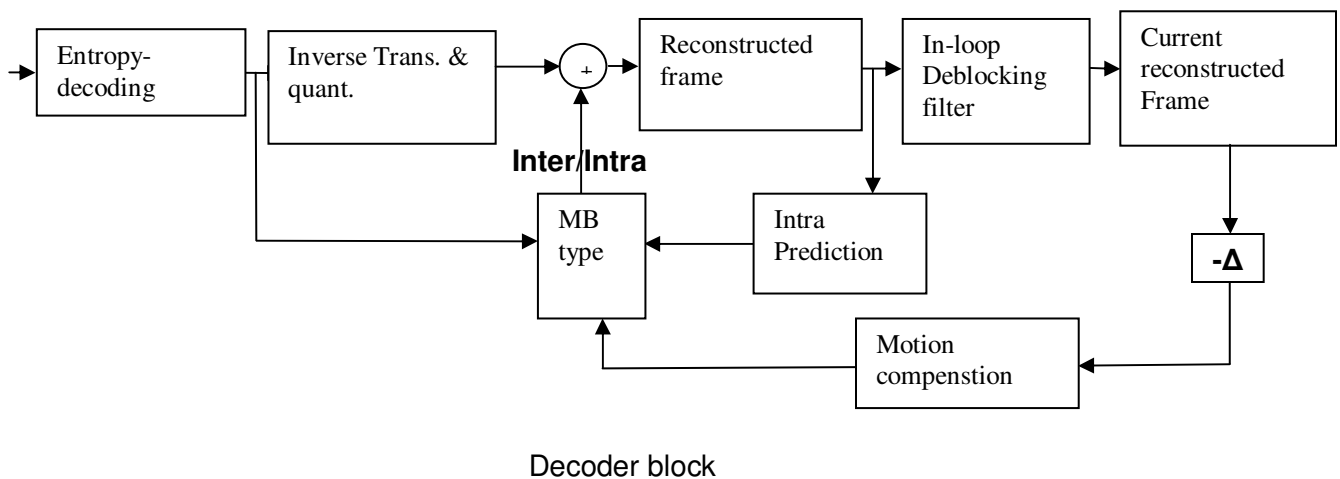 Entropy-
decoding
Inverse Trans. &
quant.
+
Reconstructed
frame
In-loop
Deblocking
filter
Current
reconstructed
Frame
Inter/Intra
MB
type
Intra
Prediction
-Δ
Motion
compenstion
Decoder block